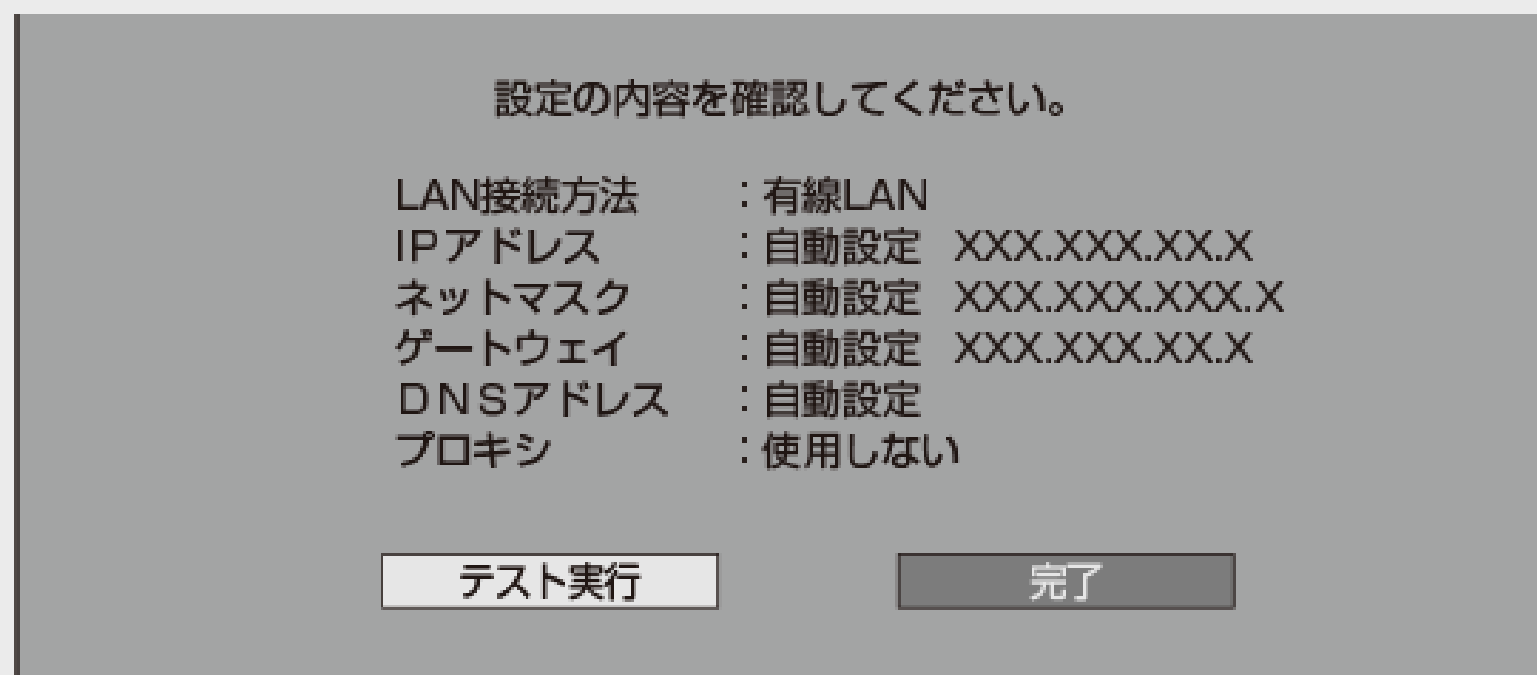 設定の内容を確認してください。
LAN接続方法 : 有線LAN
IPアドレス : 自動設定 XXX.XXX.XX.X
ネットマスク : 自動設定 XXX.XXX.XXX.X
ゲートウェイ : 自動設定 XXX.XXX.XX.X
DNSアドレス : 自動設定
プロキシ : 使用しない
テスト実行 完了